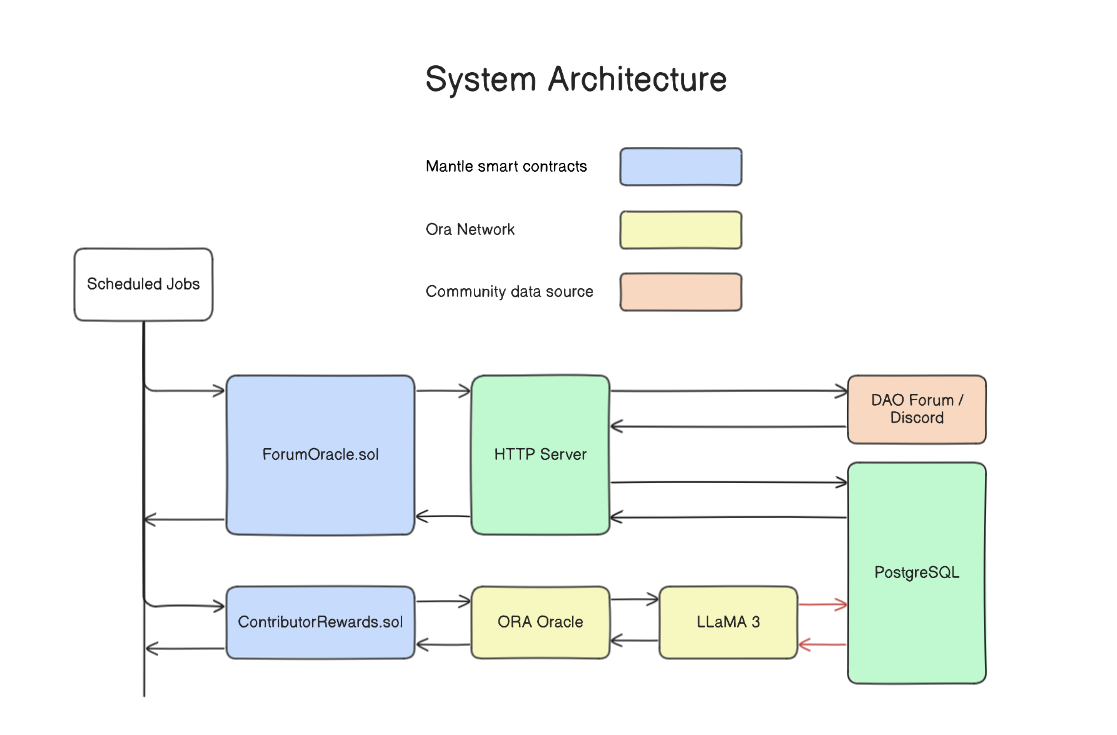 System Architecture
Mantle smart contracts
Ora Network
Community data source
Scheduled Jobs
ForumOracle.sol
HTTP Server
DAO Forum /
Discord
PostgreSQL
ContributorRewards.sol
ORA Oracle
LLaMA 3